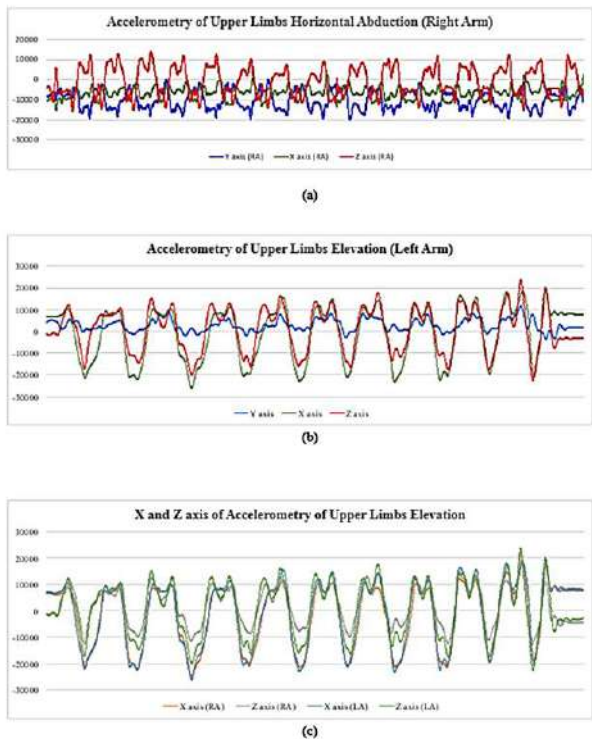 Accelerometry of Upper Limbs Horizontal Abduction (Right Arm)
20000
10000
0
-10000
-20000
-30000
Y axis (RA) X axis (RA) Z axis (RA)
(a)
Accelerometry of Upper Limbs Elevation (Left Arm)
30000
20000
10000
0
-10000
-20000
-30000
Y axis X axis Z axis
(b)
X and Z axis of Accelerometry of Upper Limbs Elevation
30000
20000
10000
0
-10000
-20000
-30000
X axis (RA) Z axis (RA) X axis (LA) Z axis (LA)
(c)